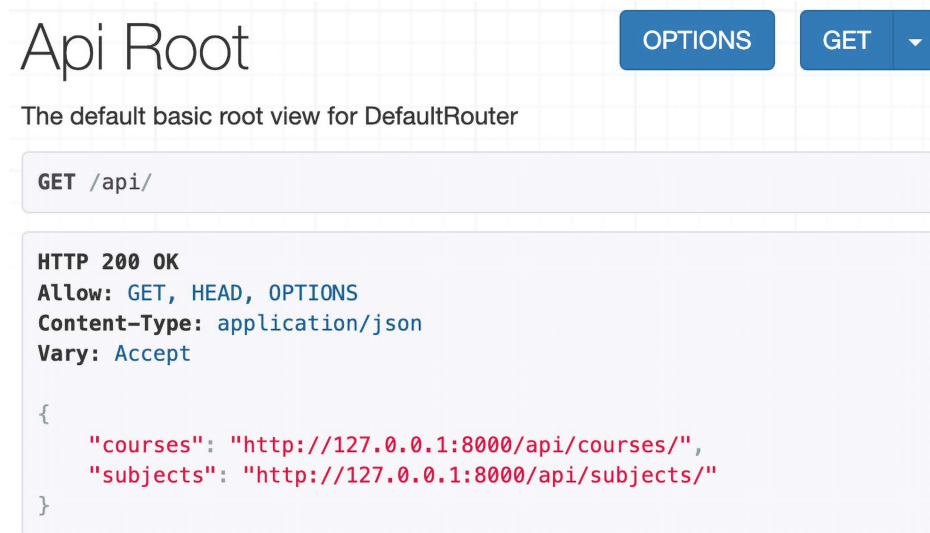 Api Root
OPTIONS
GET
The default basic root view for DefaultRouter
GET /api/
HTTP 200 OK
Allow: GET, HEAD, OPTIONS
Content-Type: application/json
Vary: Accept
{
"courses": "http://127.0.0.1:8000/api/courses/",
"subjects": "http://127.0.0.1:8000/api/subjects/"
}